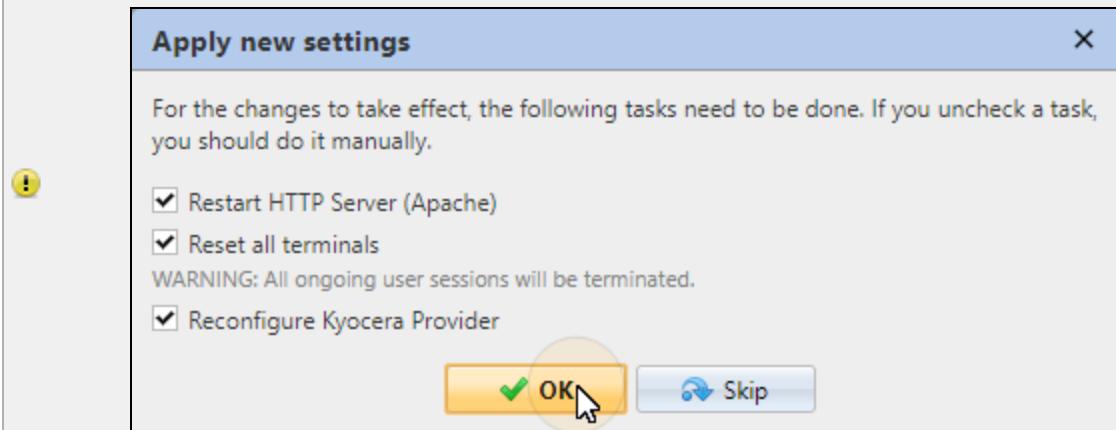 Apply new settings
For the changes to take effect, the following tasks need to be done. If you uncheck a task,
you should do it manually.
Restart HTTP Server (Apache)
Reset all terminals
WARNING: All ongoing user sessions will be terminated.
Reconfigure Kyocera Provider
OK
Skip